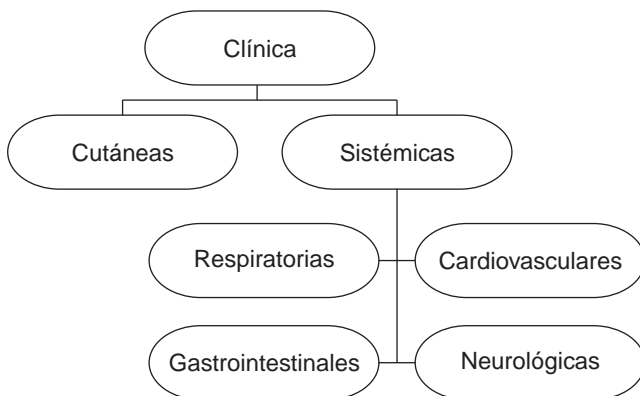 Clínica
Cutáneas
Sistémicas
Respiratorias
Cardiovasculares
Gastrointestinales
Neurológicas